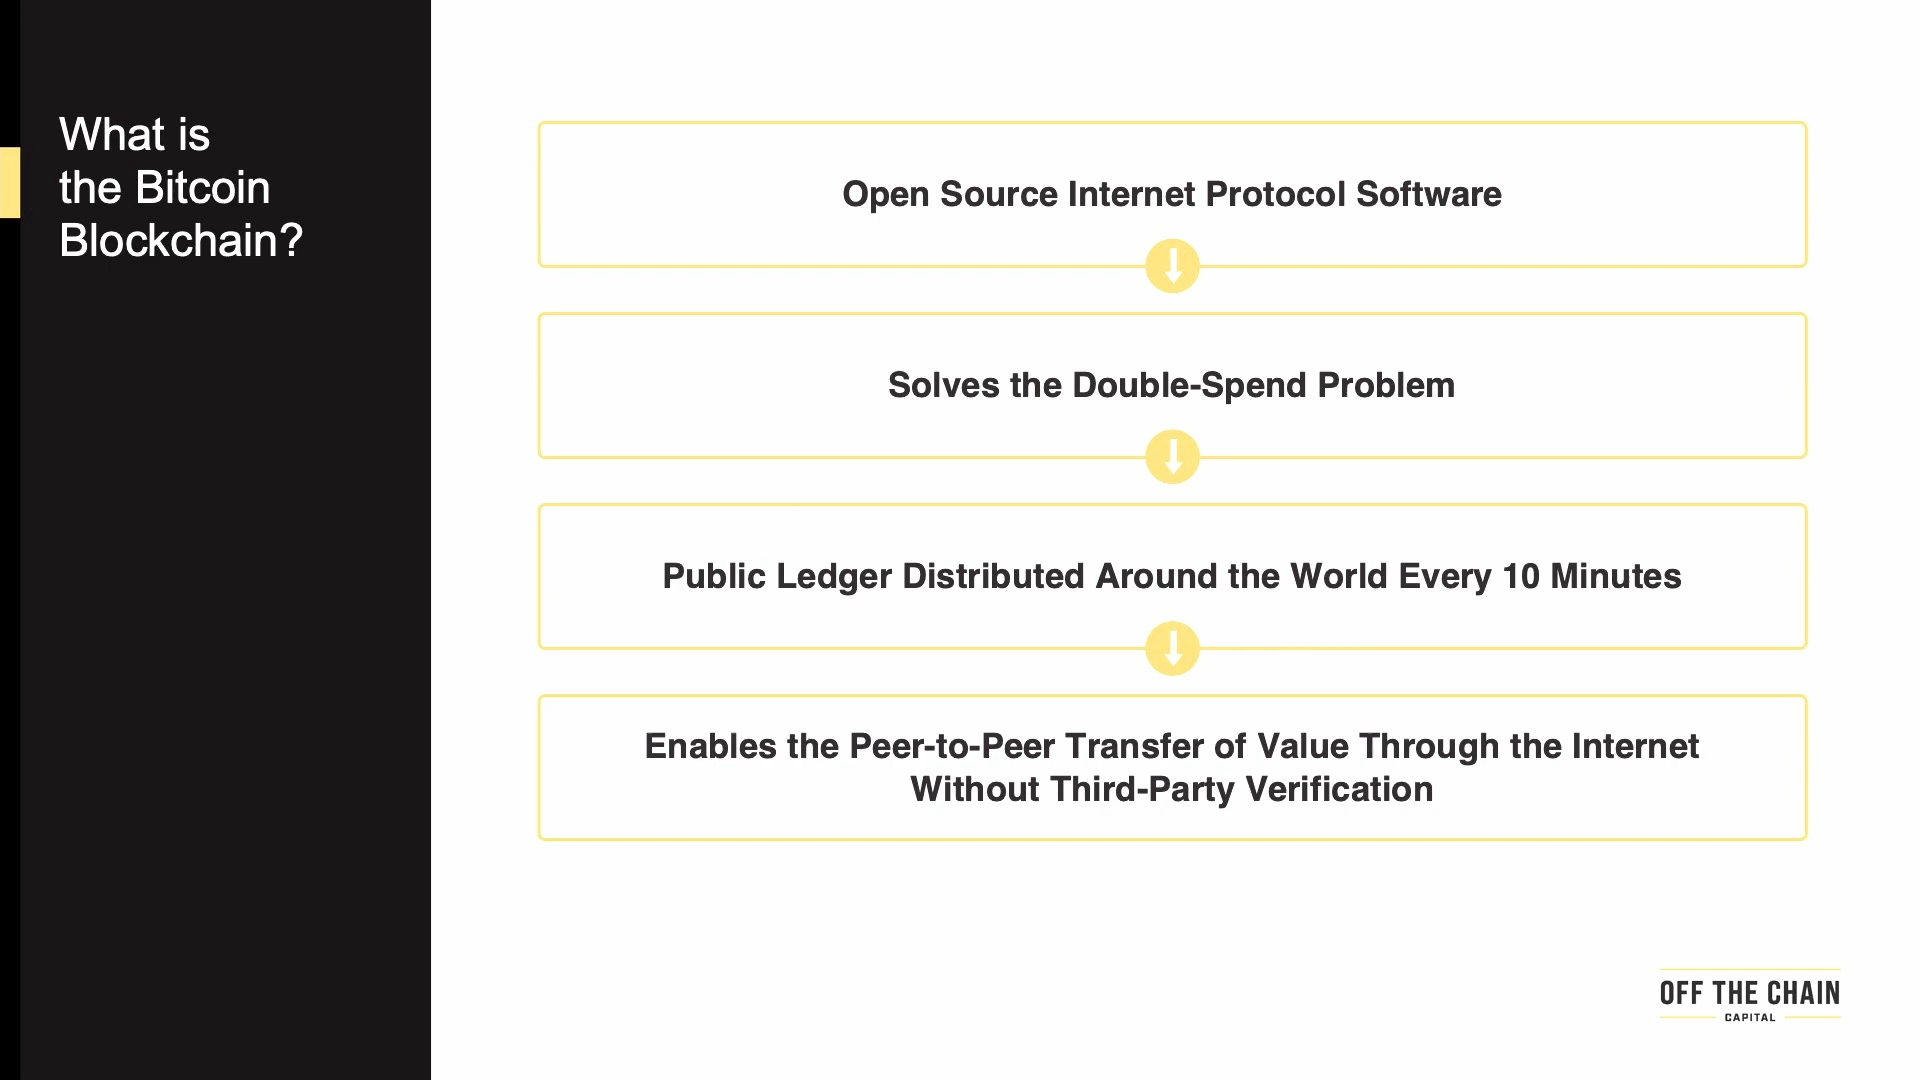 What is
the Bitcoin
Blockchain?
Open Source Internet Protocol Software
Solves the Double-Spend Problem
Public Ledger Distributed Around the World Every 10 Minutes
Enables the Peer-to-Peer Transfer of Value Through the Internet
Without Third-Party Verification
OFF THE CHAIN
CAPITAL